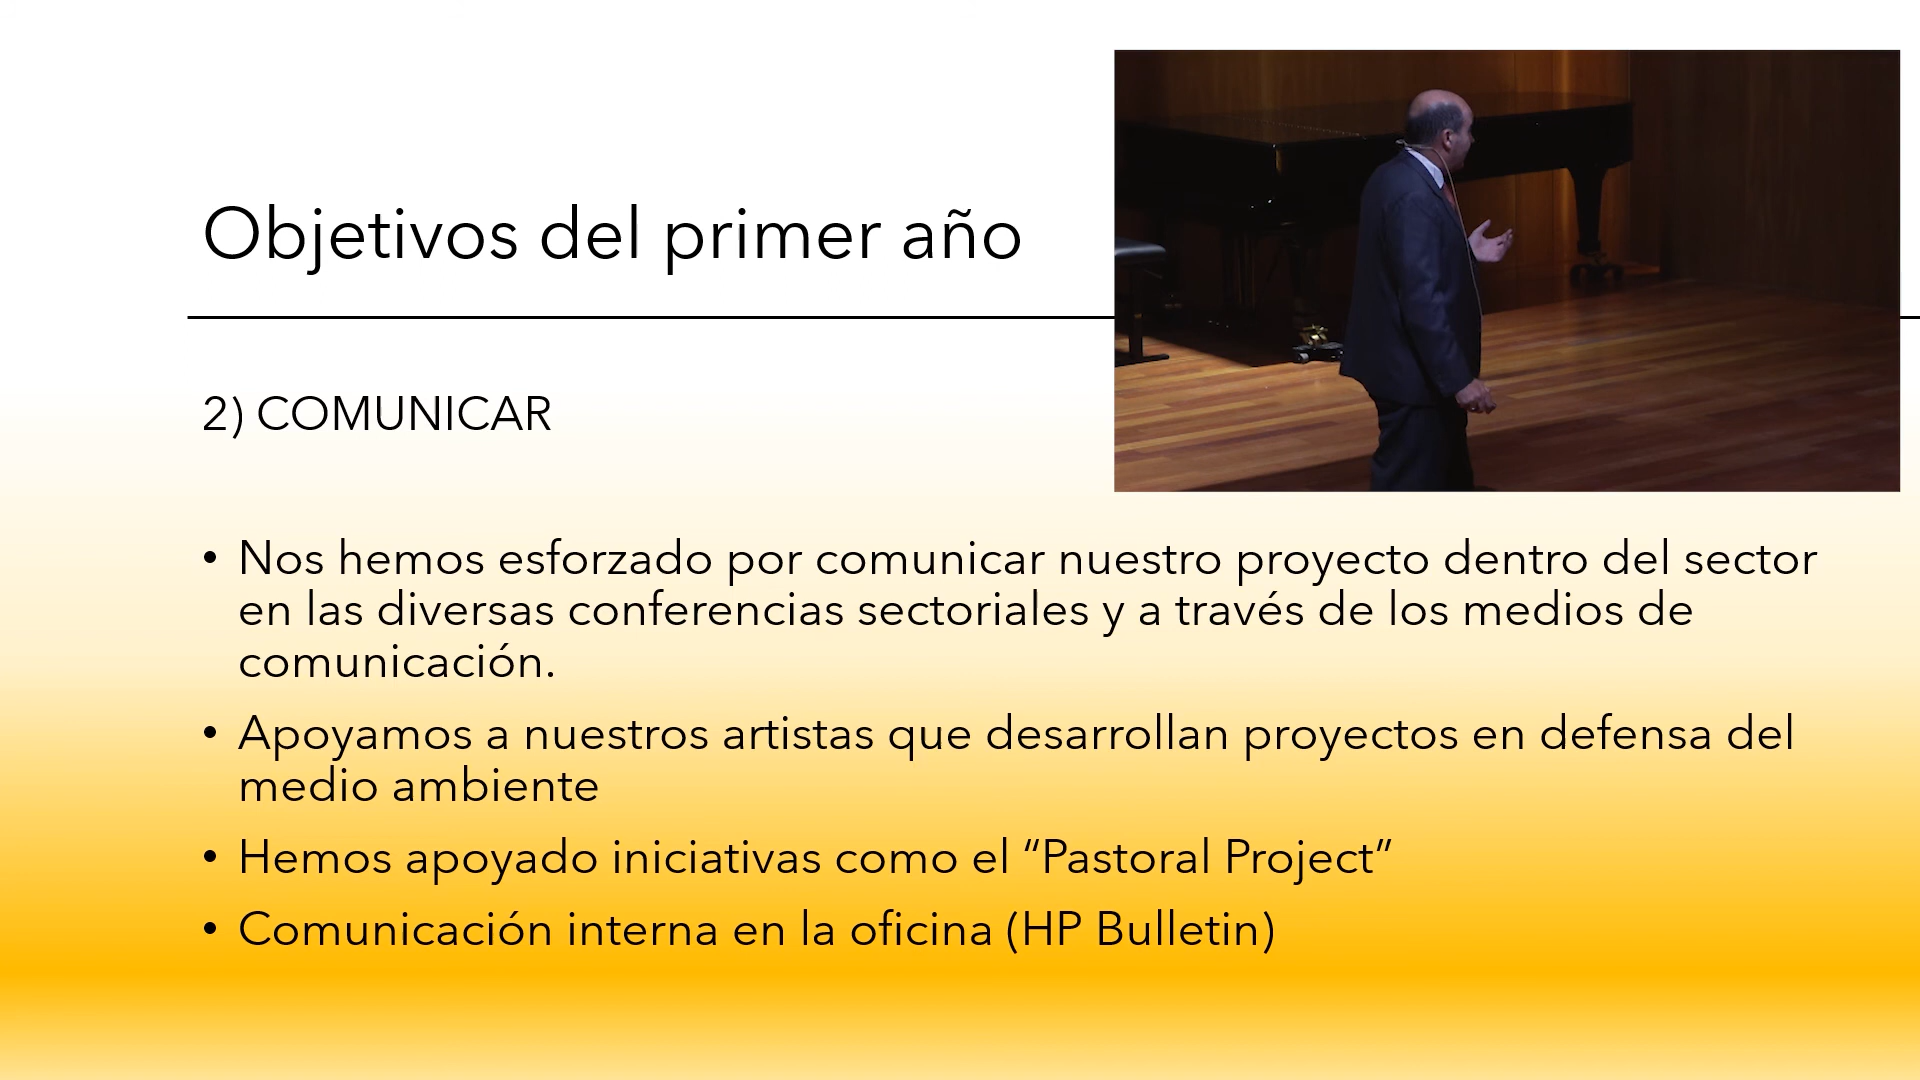 Objetivos del primer año
2) COMUNICAR
• Nos hemos esforzado por comunicar nuestro proyecto dentro del sector
en las diversas conferencias sectoriales y a través de los medios de
comunicación.
• Apoyamos a nuestros artistas que desarrollan proyectos en defensa del
medio ambiente
• Hemos apoyado iniciativas como el “Pastoral Project”
• Comunicación interna en la oficina (HP Bulletin)